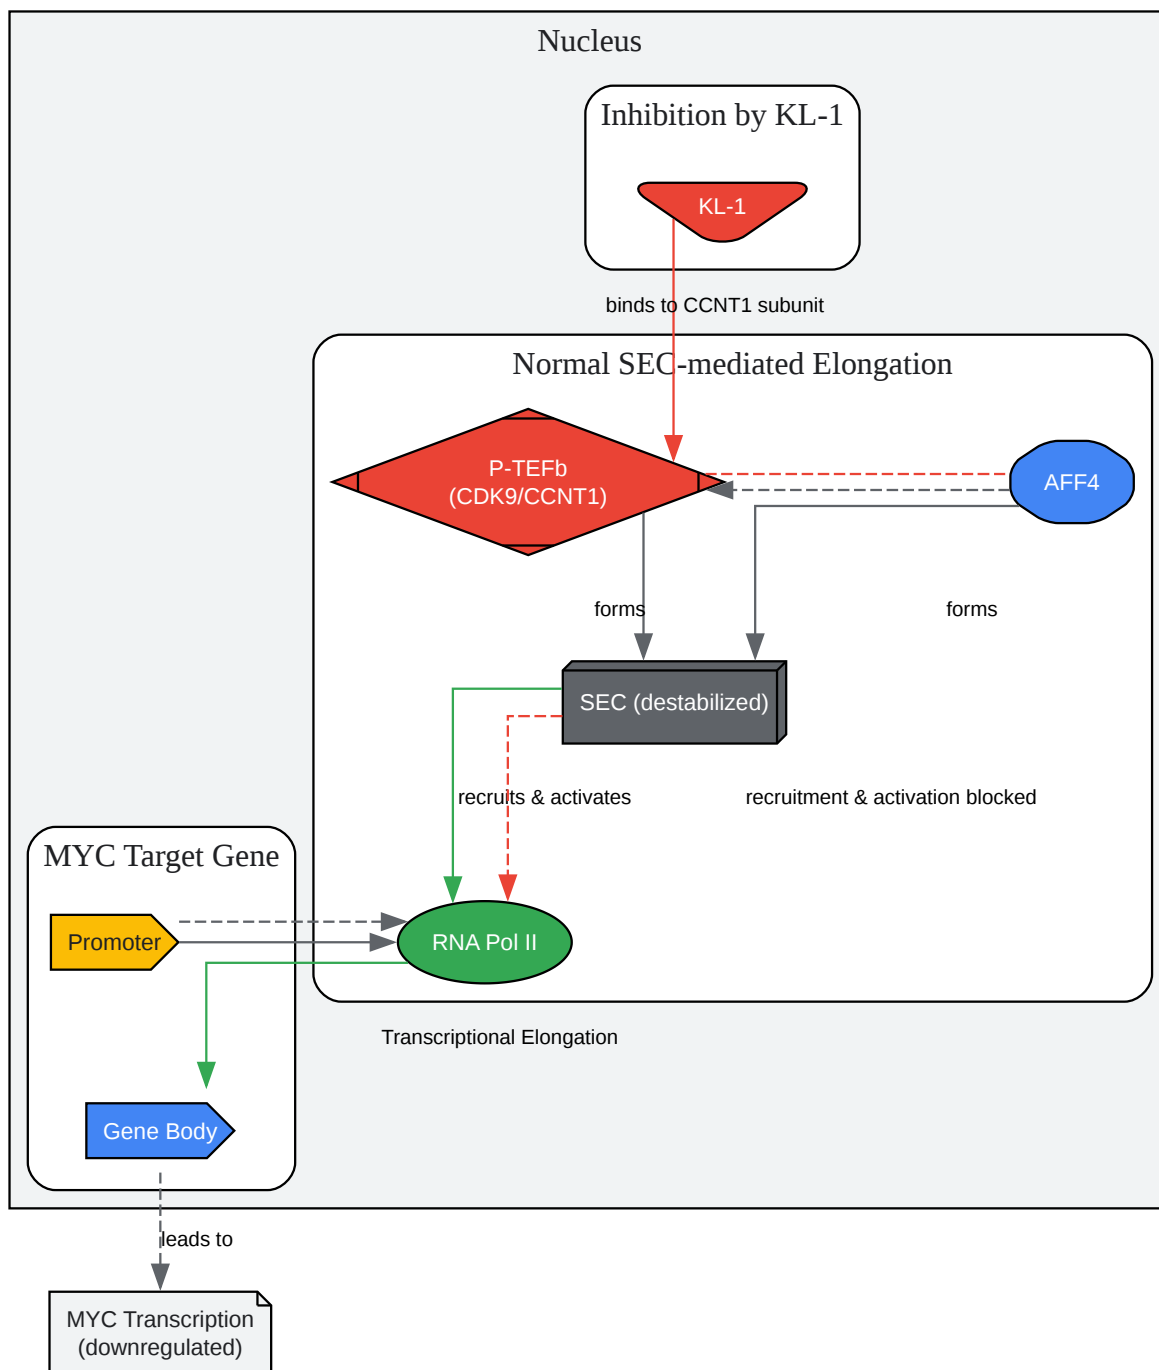 Nucleus
Inhibition by KL-1
KL-1
binds to CCNT1 subunit
Normal SEC-mediated Elongation
P-TEFb
(CDK9/CCNT1)
AFF4
forms
forms
SEC (destabilized)
recruits & activates
recruitment & activation blocked
MYC Target Gene
Promoter
RNA Pol II
Transcriptional Elongation
Gene Body
leads to
MYC Transcription
(downregulated)